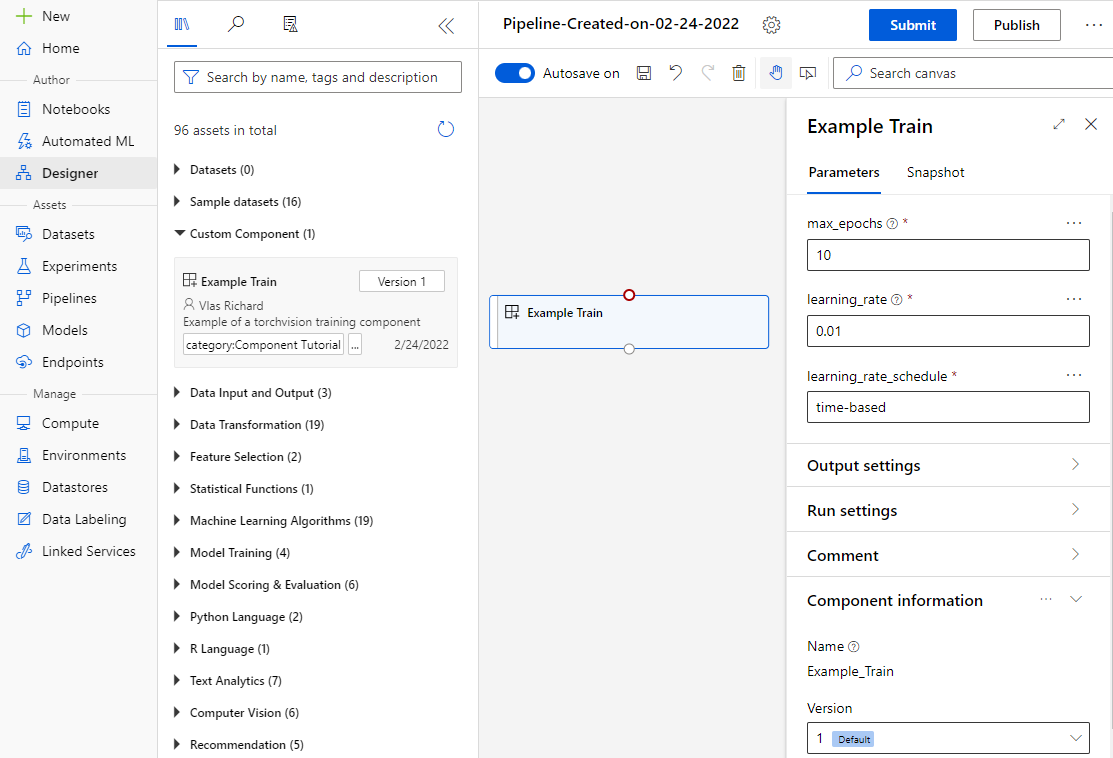 New
Home
Author
Notebooks
Automated ML
Designer
Assets
Datasets
Experiments
Pipelines
Models
Endpoints
Manage
Compute
Environments
Datastores
Data Labeling
Linked Services
Search by name, tags and description
96 assets in total
Datasets (0)
Sample datasets (16)
Custom Component (1)
Example Train
Version 1
Vlas Richard
Example of a torchvision training component
category:Component Tutorial
...
2/24/2022
Data Input and Output (3)
Data Transformation (19)
Feature Selection (2)
Statistical Functions (1)
Machine Learning Algorithms (19)
Model Training (4)
Model Scoring & Evaluation (6)
Python Language (2)
R Language (1)
Text Analytics (7)
Computer Vision (6)
Recommendation (5)
Pipeline-Created-on-02-24-2022
Submit
Publish
...
Autosave on
Search canvas
Example Train
Example Train
Parameters
Snapshot
max_epochs ? *
...
10
learning_rate ? *
...
0.01
learning_rate_schedule *
...
time-based
Output settings
Run settings
Comment
Component information
...
Name ?
Example_Train
Version
1 Default